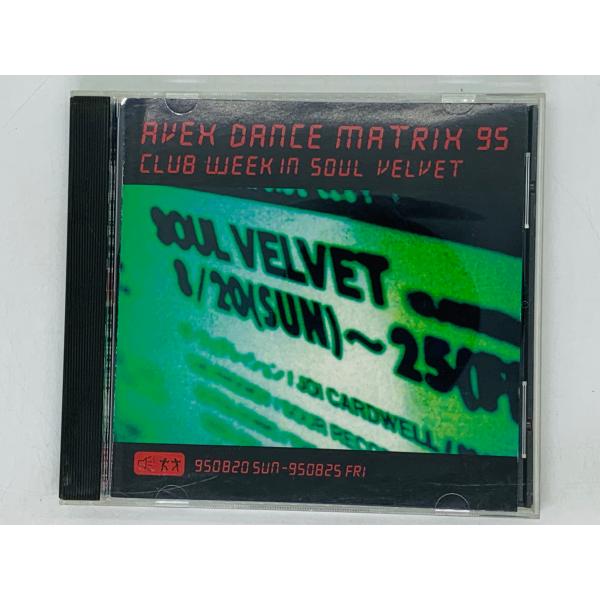 AVEX DANCE MATRIX 95
CLUB WEEK IN SOUL VELVET
SOUL VELVET
8/20(SUN)～25(
JOI CARDWELL /
950820 SUN-950825 FRI